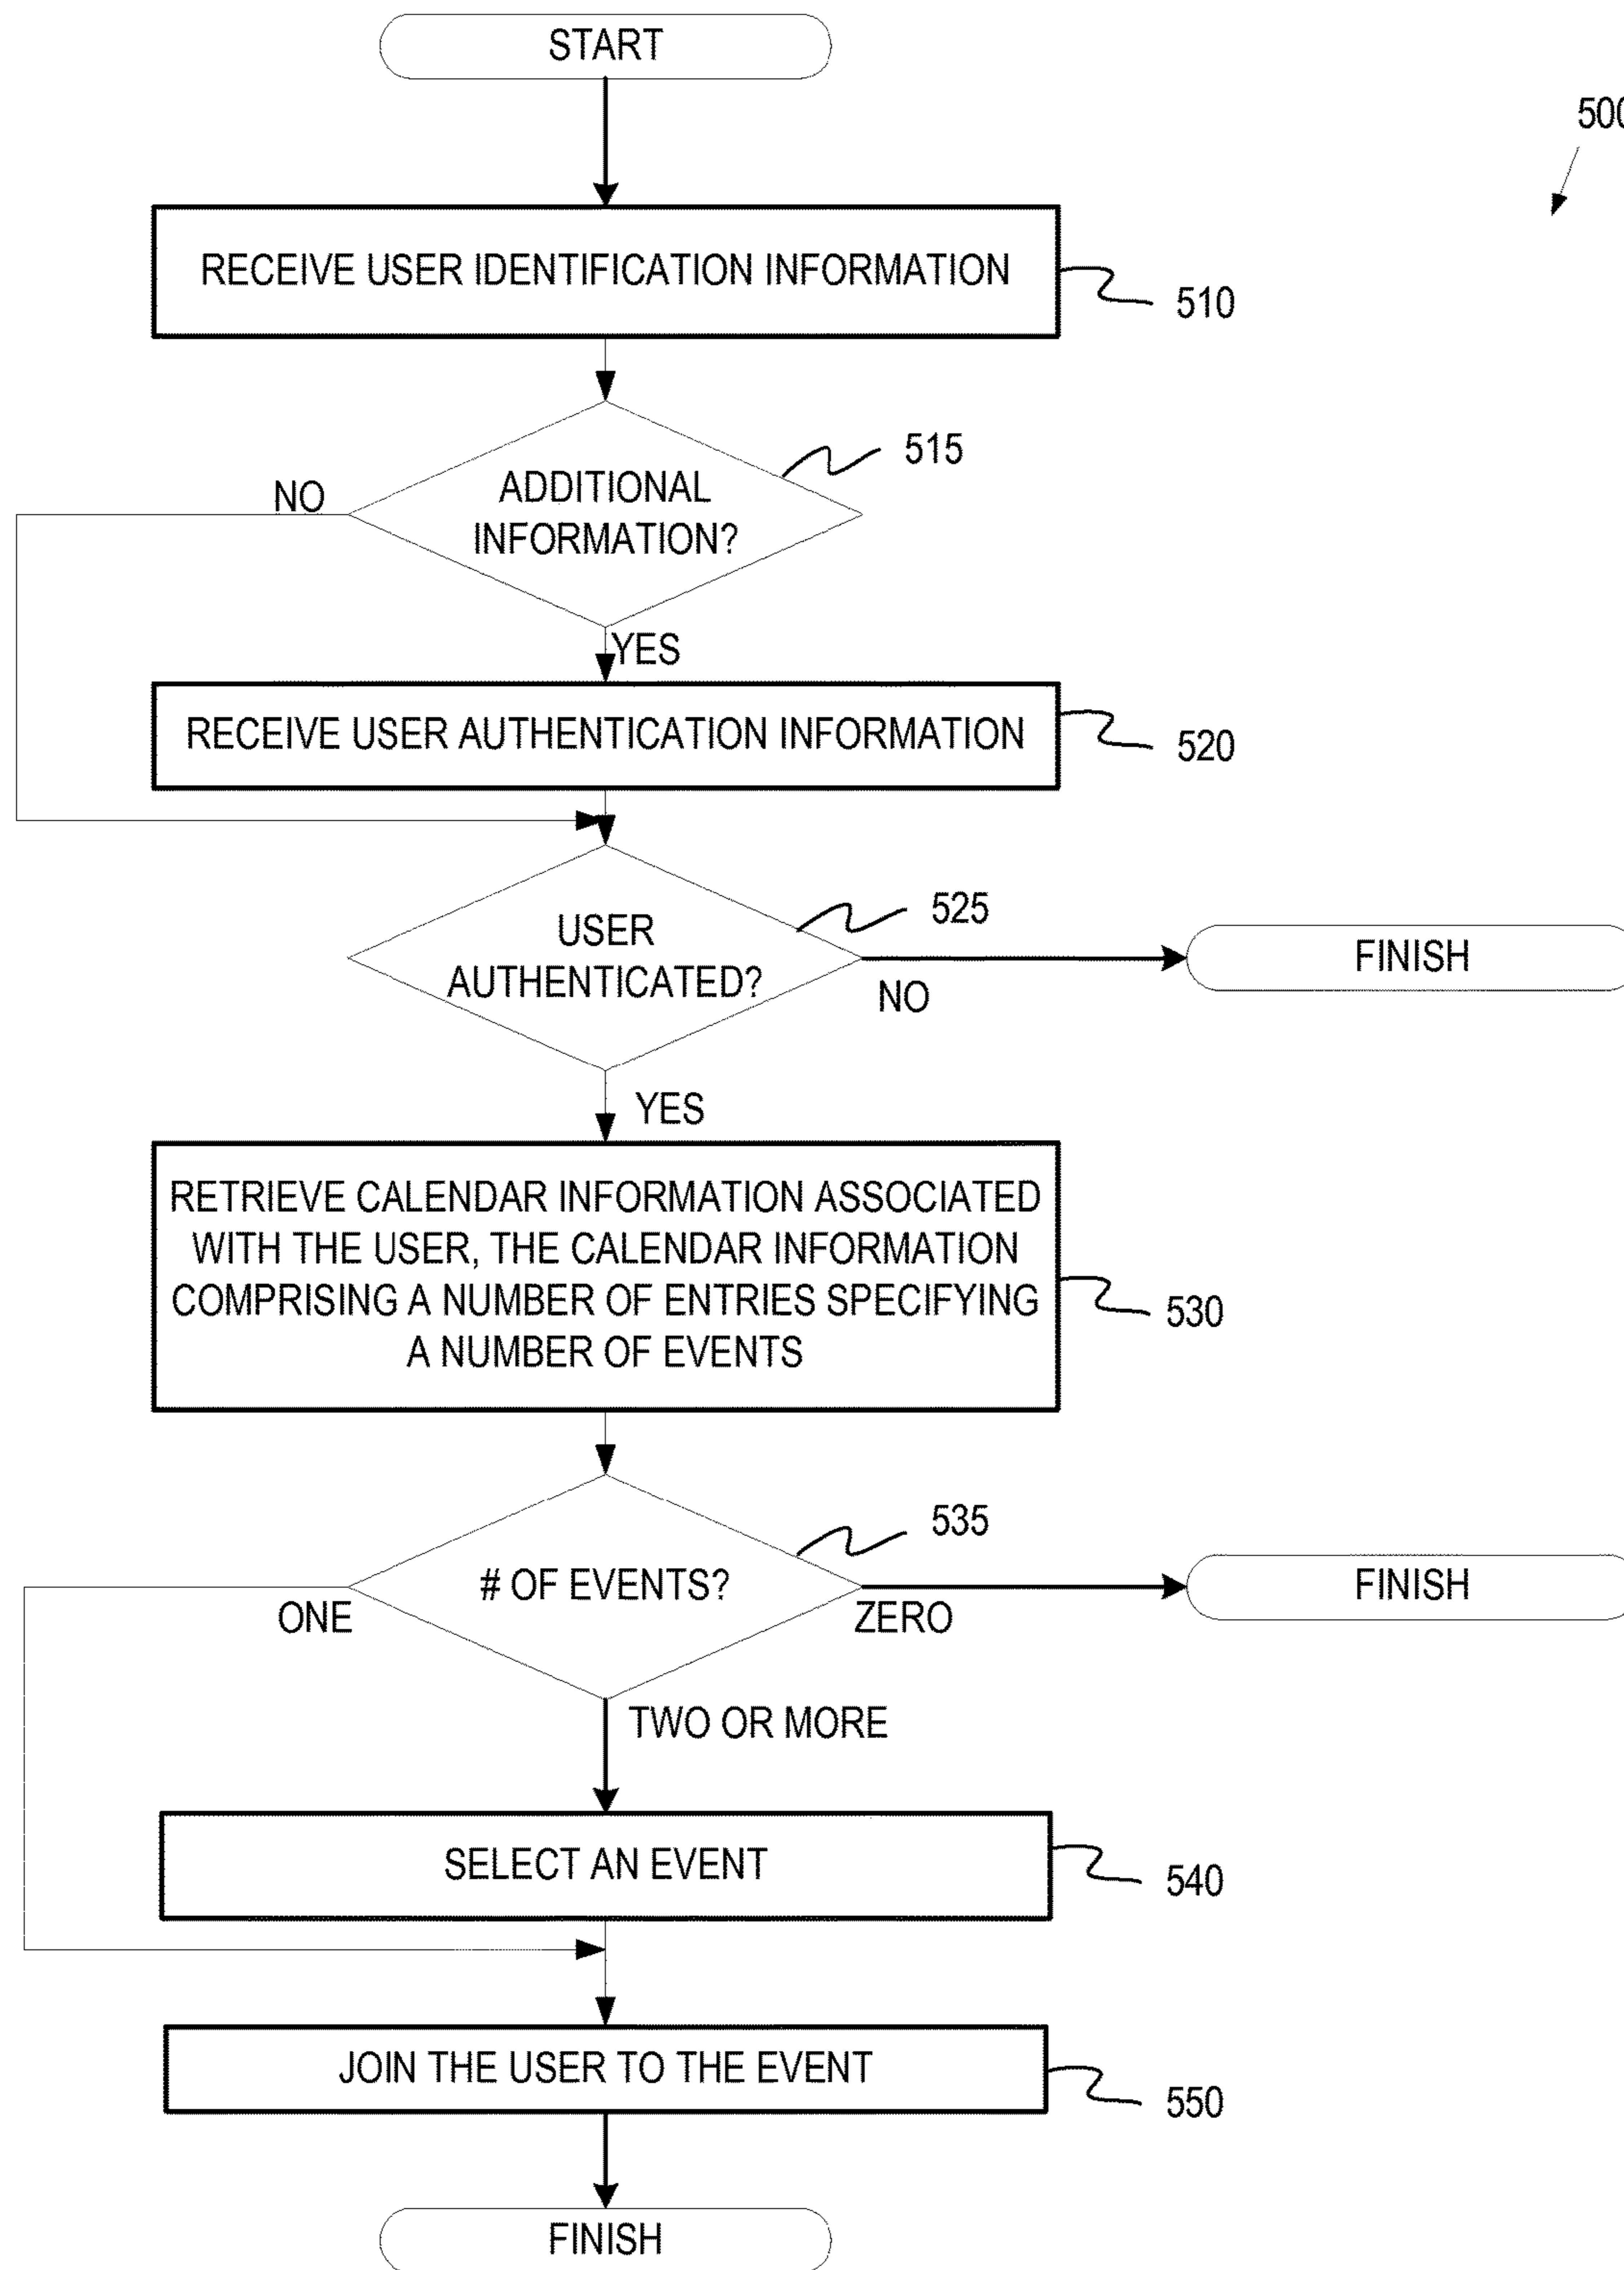 START
500
RECEIVE USER IDENTIFICATION INFORMATION
510
515
NO
ADDITIONAL
INFORMATION?
YES
RECEIVE USER AUTHENTICATION INFORMATION
520
525
USER
AUTHENTICATED?
NO
FINISH
YES
RETRIEVE CALENDAR INFORMATION ASSOCIATED
WITH THE USER, THE CALENDAR INFORMATION
COMPRISING A NUMBER OF ENTRIES SPECIFYING
A NUMBER OF EVENTS
530
535
# OF EVENTS?
ONE
ZERO
FINISH
TWO OR MORE
SELECT AN EVENT
540
JOIN THE USER TO THE EVENT
550
FINISH